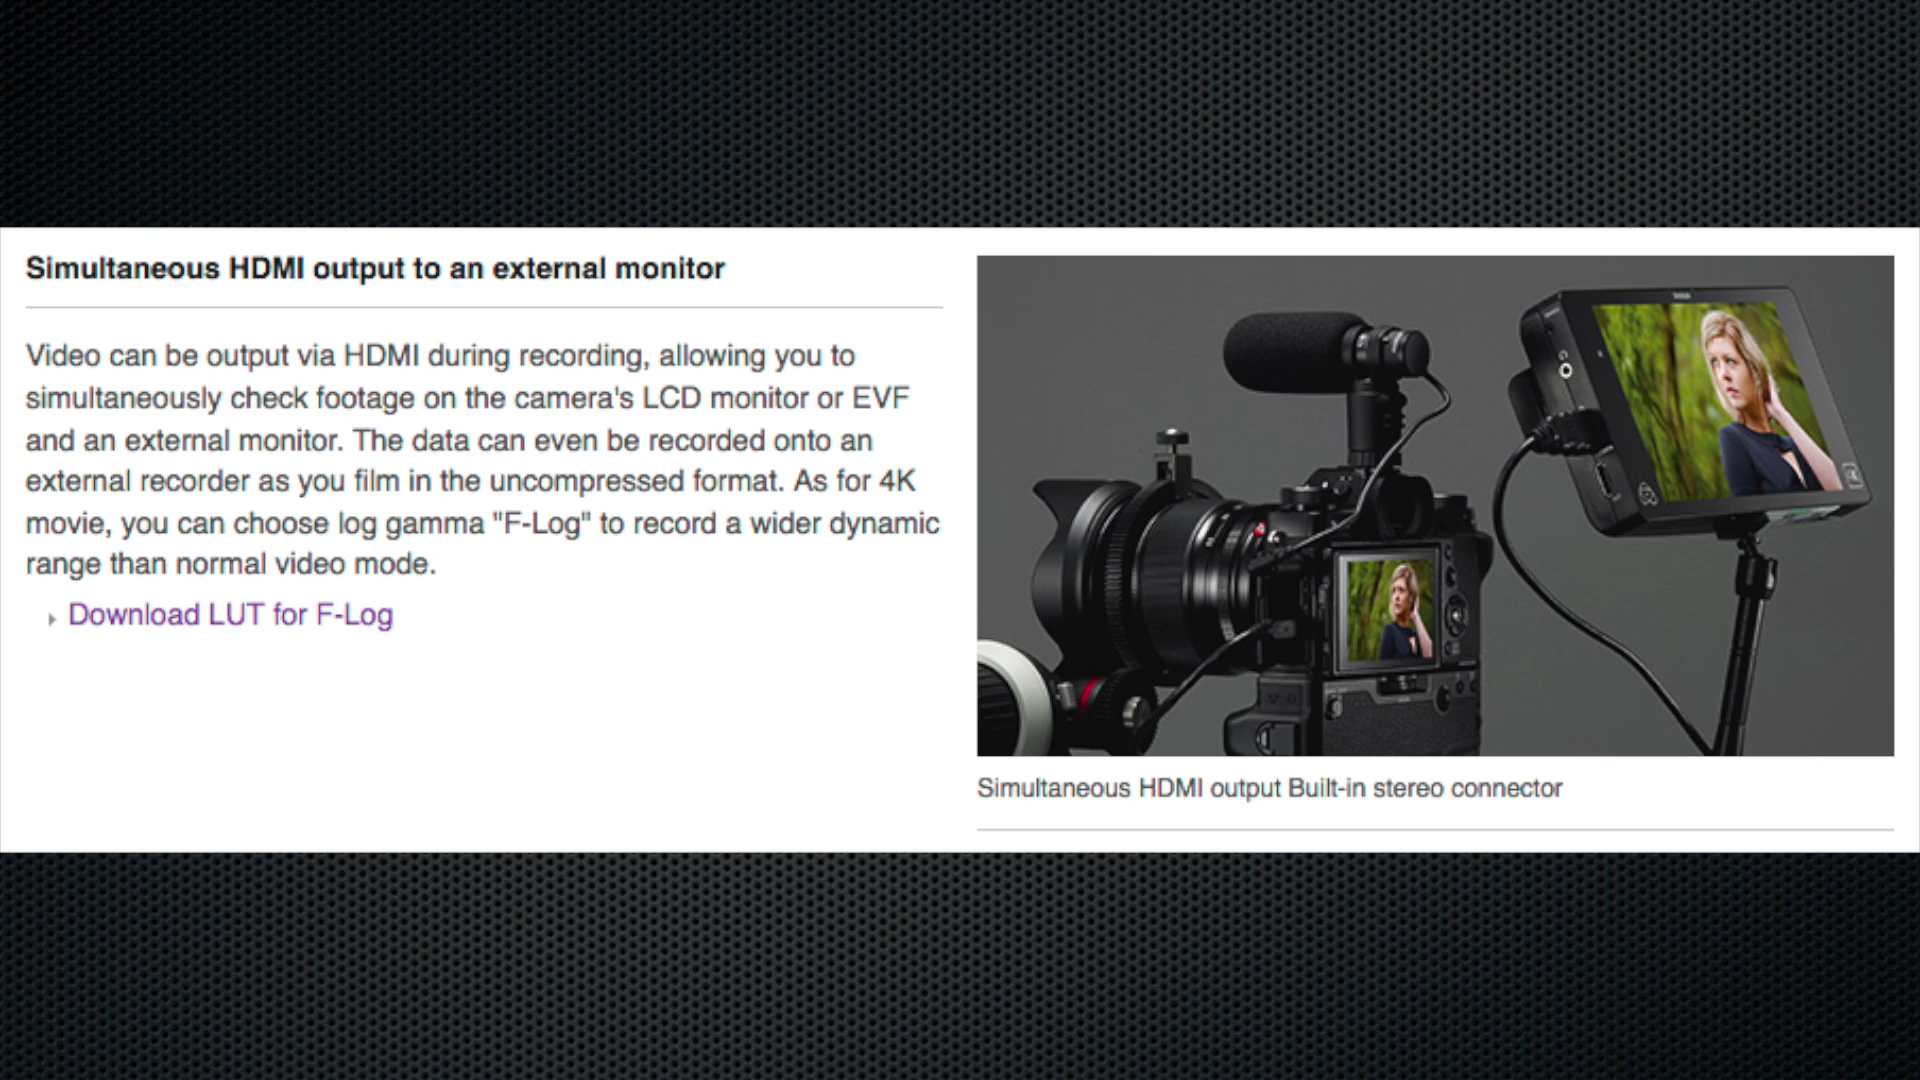 Simultaneous HDMI output to an external monitor
Video can be output via HDMI during recording, allowing you to
simultaneously check footage on the camera's LCD monitor or EVF
and an external monitor. The data can even be recorded onto an
external recorder as you film in the uncompressed format. As for 4K
movie, you can choose log gamma "F-Log" to record a wider dynamic
range than normal video mode.
Download LUT for F-Log
Simultaneous HDMI output Built-in stereo connector